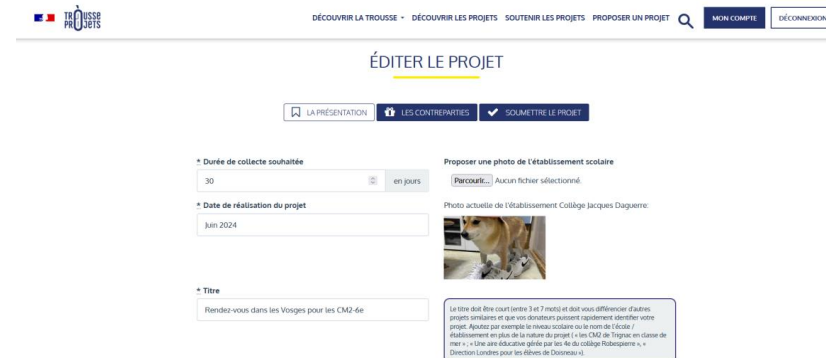 TROUSSE
PROJETS
DÉCOUVRIR LA TROUSSE DÉCOUVRIR LES PROJETS SOUTENIR LES PROJETS PROPOSER UN PROJET MON COMPTE DÉCONNEXION
ÉDITER LE PROJET
LA PRÉSENTATION LES CONTREPARTIES SOUMETTRE LE PROJET
* Durée de collecte souhaitée
30 en jours
* Date de réalisation du projet
Juin 2024
Proposer une photo de l'établissement scolaire
Parcourir... Aucun fichier sélectionné.
Photo actuelle de l'établissement Collège Jacques Daguerre:
* Titre
Rendez-vous dans les Vosges pour les CM2-6e
Le titre doit être court (entre 3 et 7 mots) et doit vous différencier d'autres
projets similaires et que vos donateurs puissent rapidement identifier votre
projet. Ajoutez par exemple le niveau scolaire ou le nom de l'école /
établissement en plus de la nature du projet ( « les CM2 de Trignac en classe de
mer » ; « Une aire éducative gérée par les 4e du collège Robespierre », «
Direction Londres pour les élèves de Doisneau »).